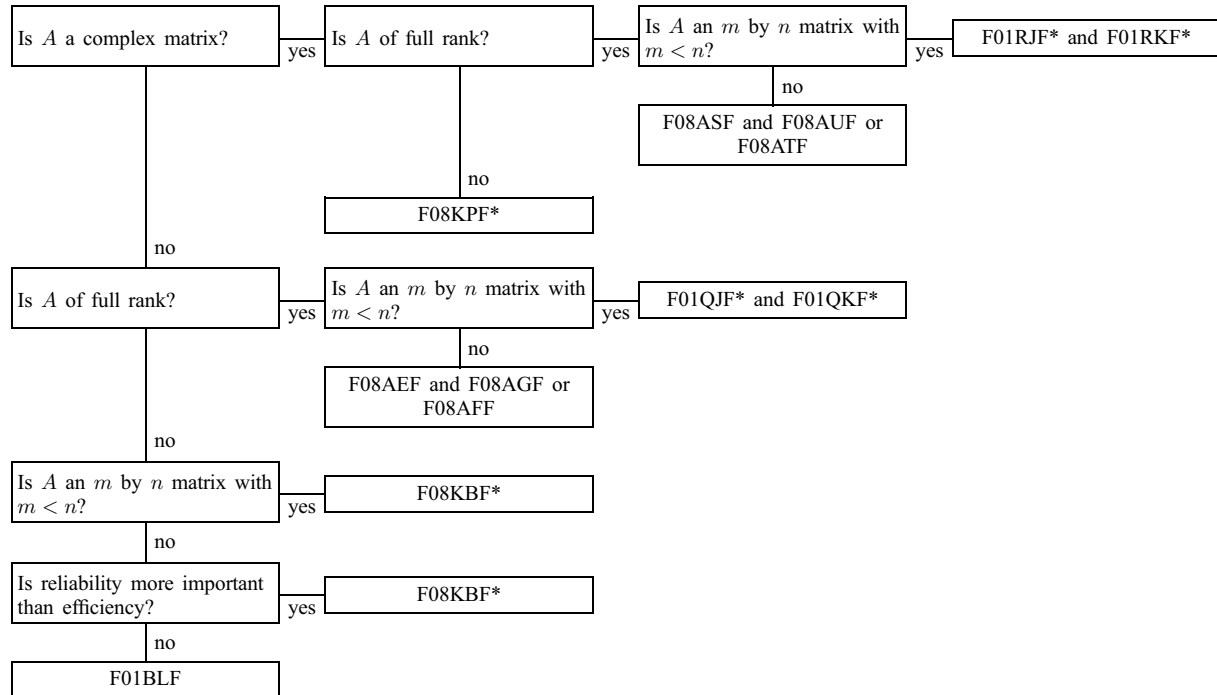 Is A a complex matrix?
yes
Is A of full rank?
yes
Is A an m by n matrix with
m < n?
yes
F01RJF* and F01RKF*
no
F08ASF and F08AUF or
F08ATF
no
F08KPF*
no
Is A of full rank?
yes
Is A an m by n matrix with
m < n?
yes
F01QJF* and F01QKF*
no
F08AEF and F08AGF or
F08AFF
no
Is A an m by n matrix with
m < n?
yes
F08KBF*
no
Is reliability more important
than efficiency?
yes
F08KBF*
no
F01BLF